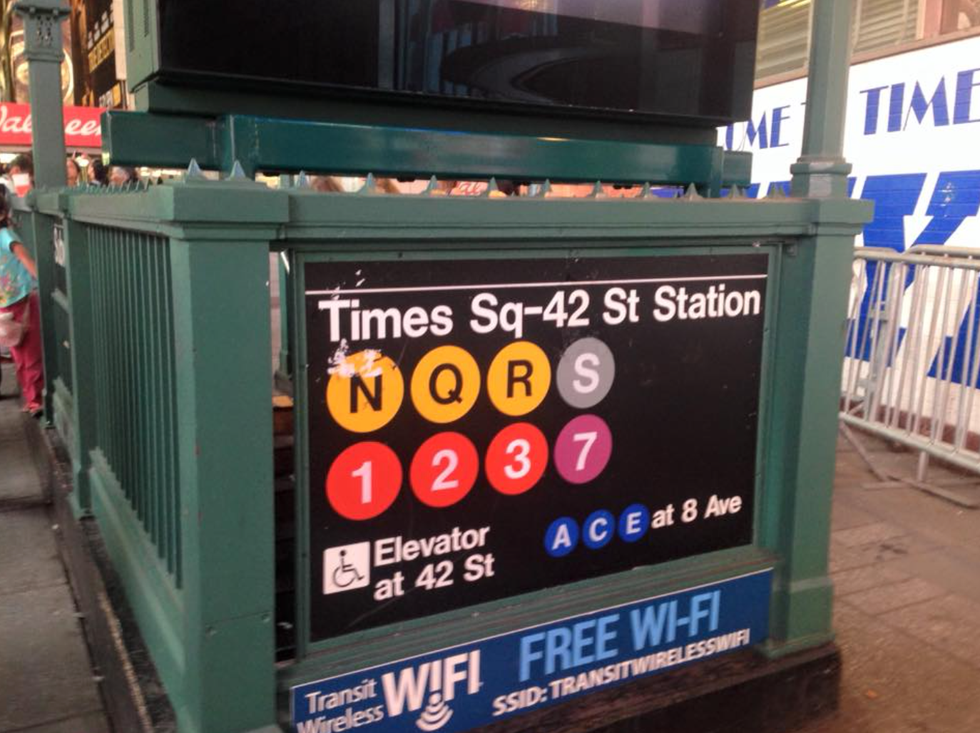 Times Sq-42 St Station
N Q R S
1 2 3 7
Elevator
at 42 St
A C E at 8 Ave
Transit
Wireless
WIFI
FREE WI-FI
SSID: TRANSITWIRELESSWIFI
TIME